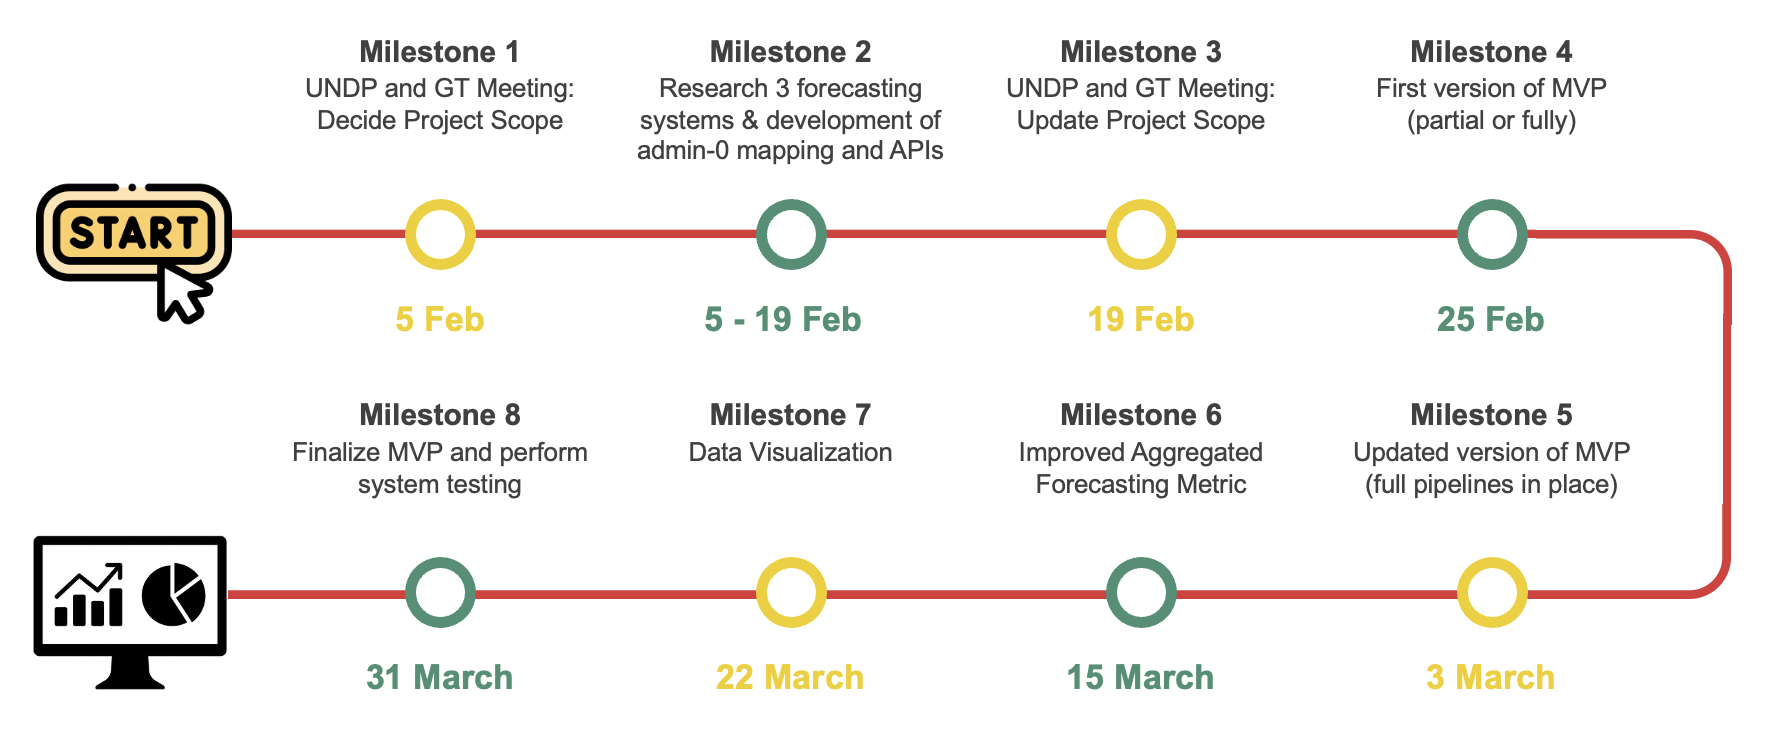 Milestone 1
UNDP and GT Meeting:
Decide Project Scope
Milestone 2
Research 3 forecasting
systems & development of
admin-0 mapping and APIs
Milestone 3
UNDP and GT Meeting:
Update Project Scope
Milestone 4
First version of MVP
(partial or fully)
START
5 Feb
5 - 19 Feb
19 Feb
25 Feb
Milestone 8
Finalize MVP and perform
system testing
Milestone 7
Data Visualization
Milestone 6
Improved Aggregated
Forecasting Metric
Milestone 5
Updated version of MVP
(full pipelines in place)
31 March
22 March
15 March
3 March